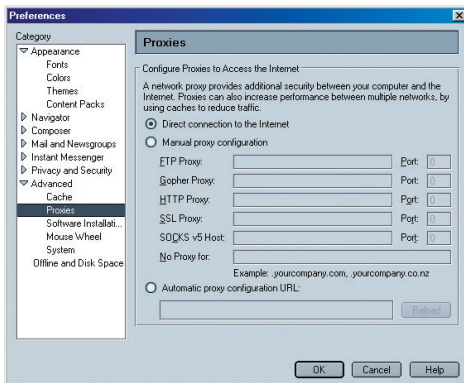 Preferences
Category
Appearance
Fonts
Colors
Themes
Content Packs
Navigator
Composer
Mail and Newsgroups
Instant Messenger
Privacy and Security
Advanced
Cache
Proxies
Software Installati...
Mouse Wheel
System
Offline and Disk Space
Proxies
Configure Proxies to Access the Internet
A network proxy provides additional security between your computer and the
Internet. Proxies can also increase performance between multiple networks, by
using caches to reduce traffic.
Direct connection to the Internet
Manual proxy configuration
FTP Proxy: Port: 0
Gopher Proxy: Port: 0
HTTP Proxy: Port: 0
SSL Proxy: Port: 0
SOCKS v5 Host: Port: 0
No Proxy for:
Example: .yourcompany.com, .yourcompany.co.nz
Automatic proxy configuration URL:
Reload
OK Cancel Help